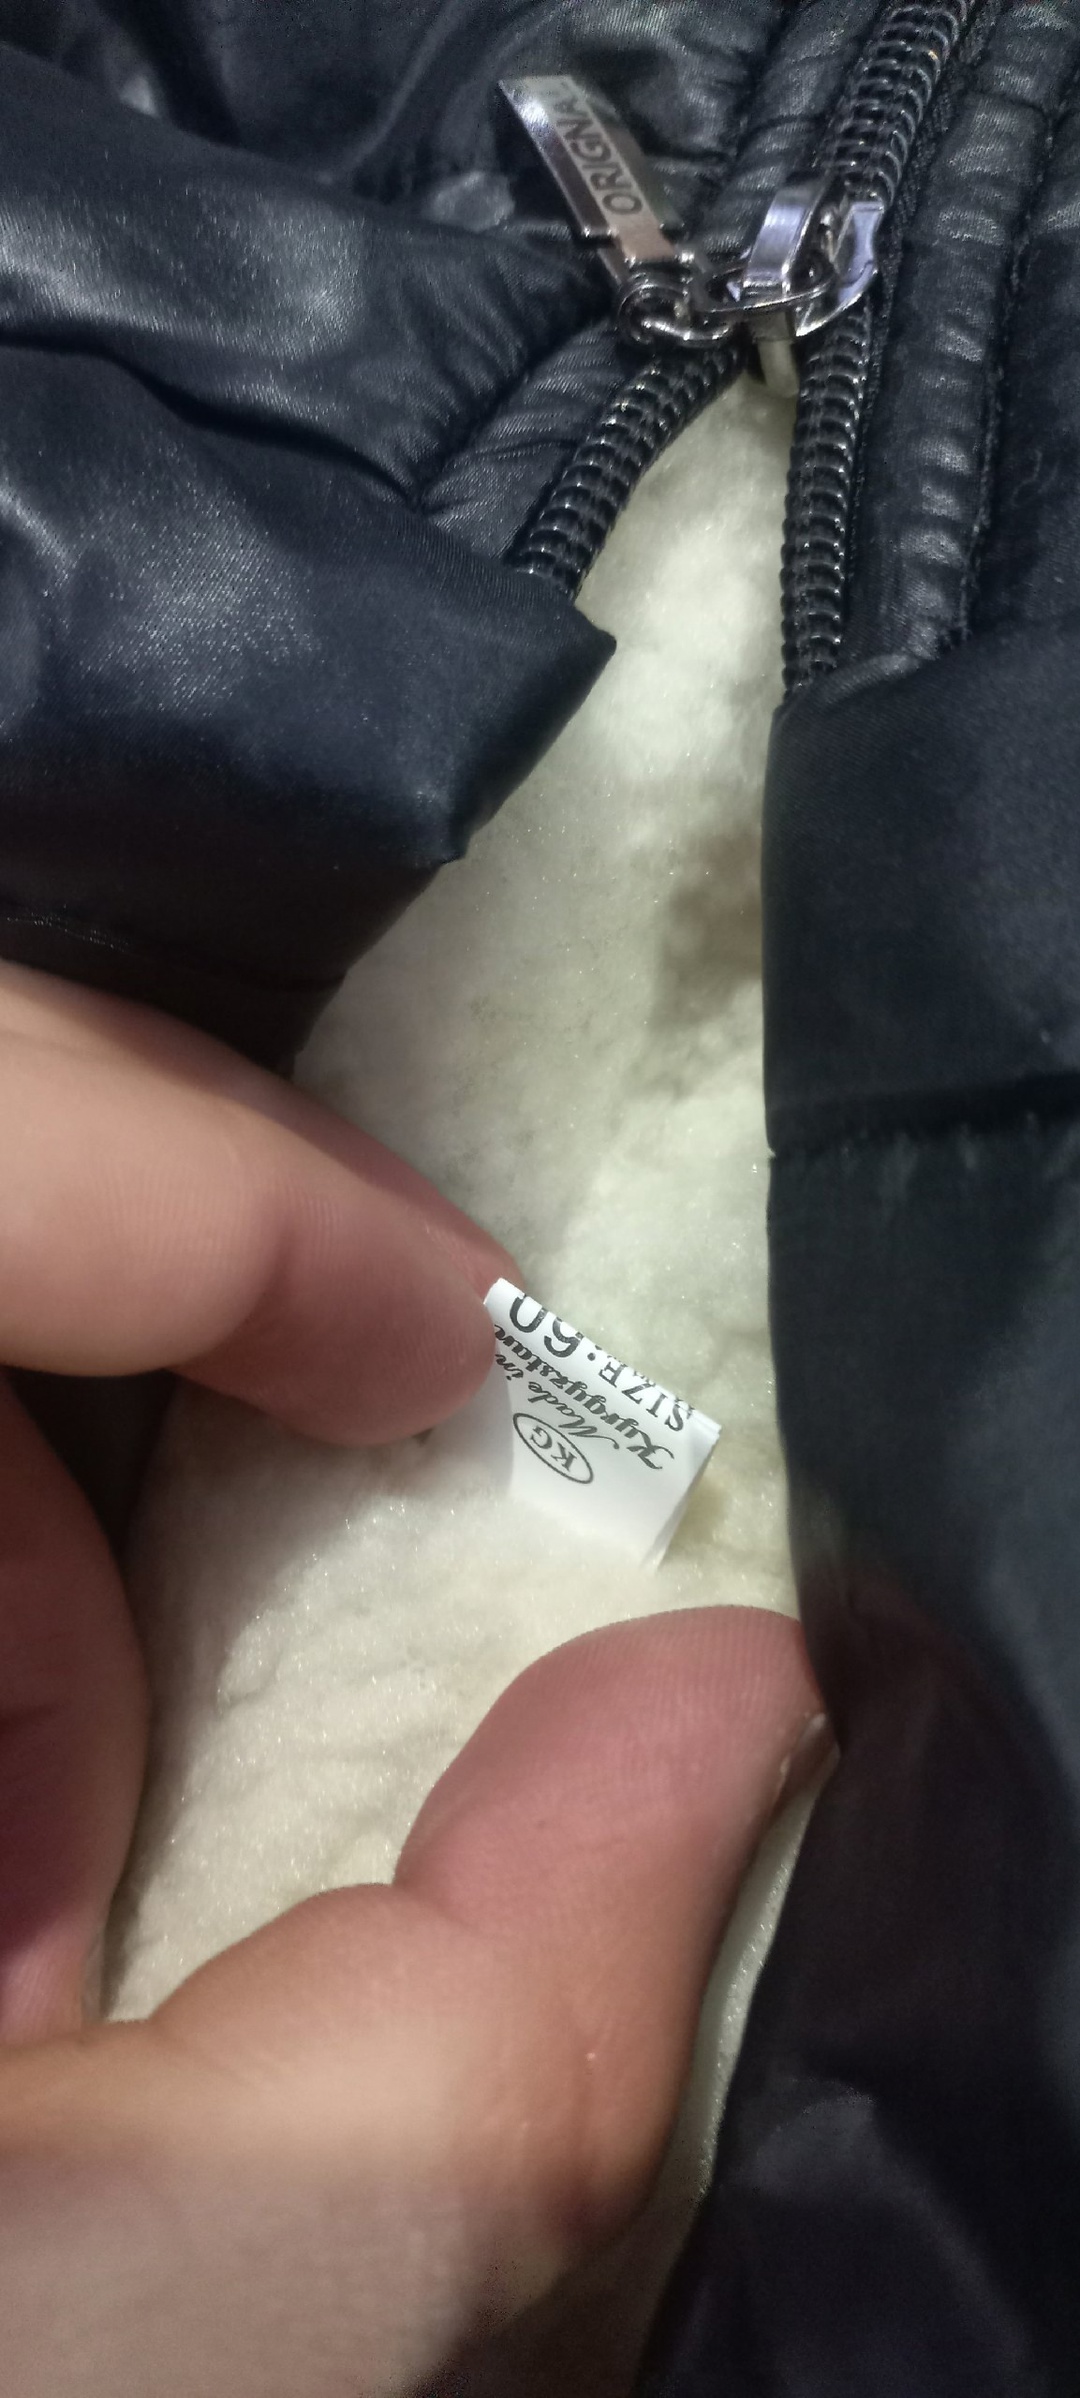 ORIGNAL
KG
Made in
Kyrgyzstan
SIZE:60